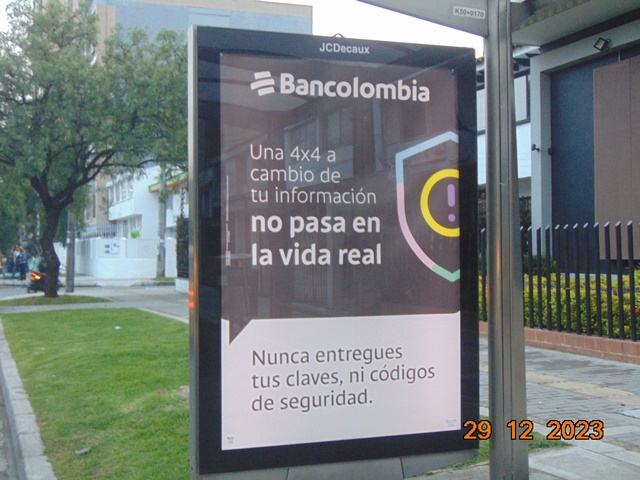 K50+0170
JCDecaux
Bancolombia
Una 4x4 a
cambio de
tu información
no pasa en
la vida real
Nunca entregues
tus claves, ni códigos
de seguridad.
29 12 2023